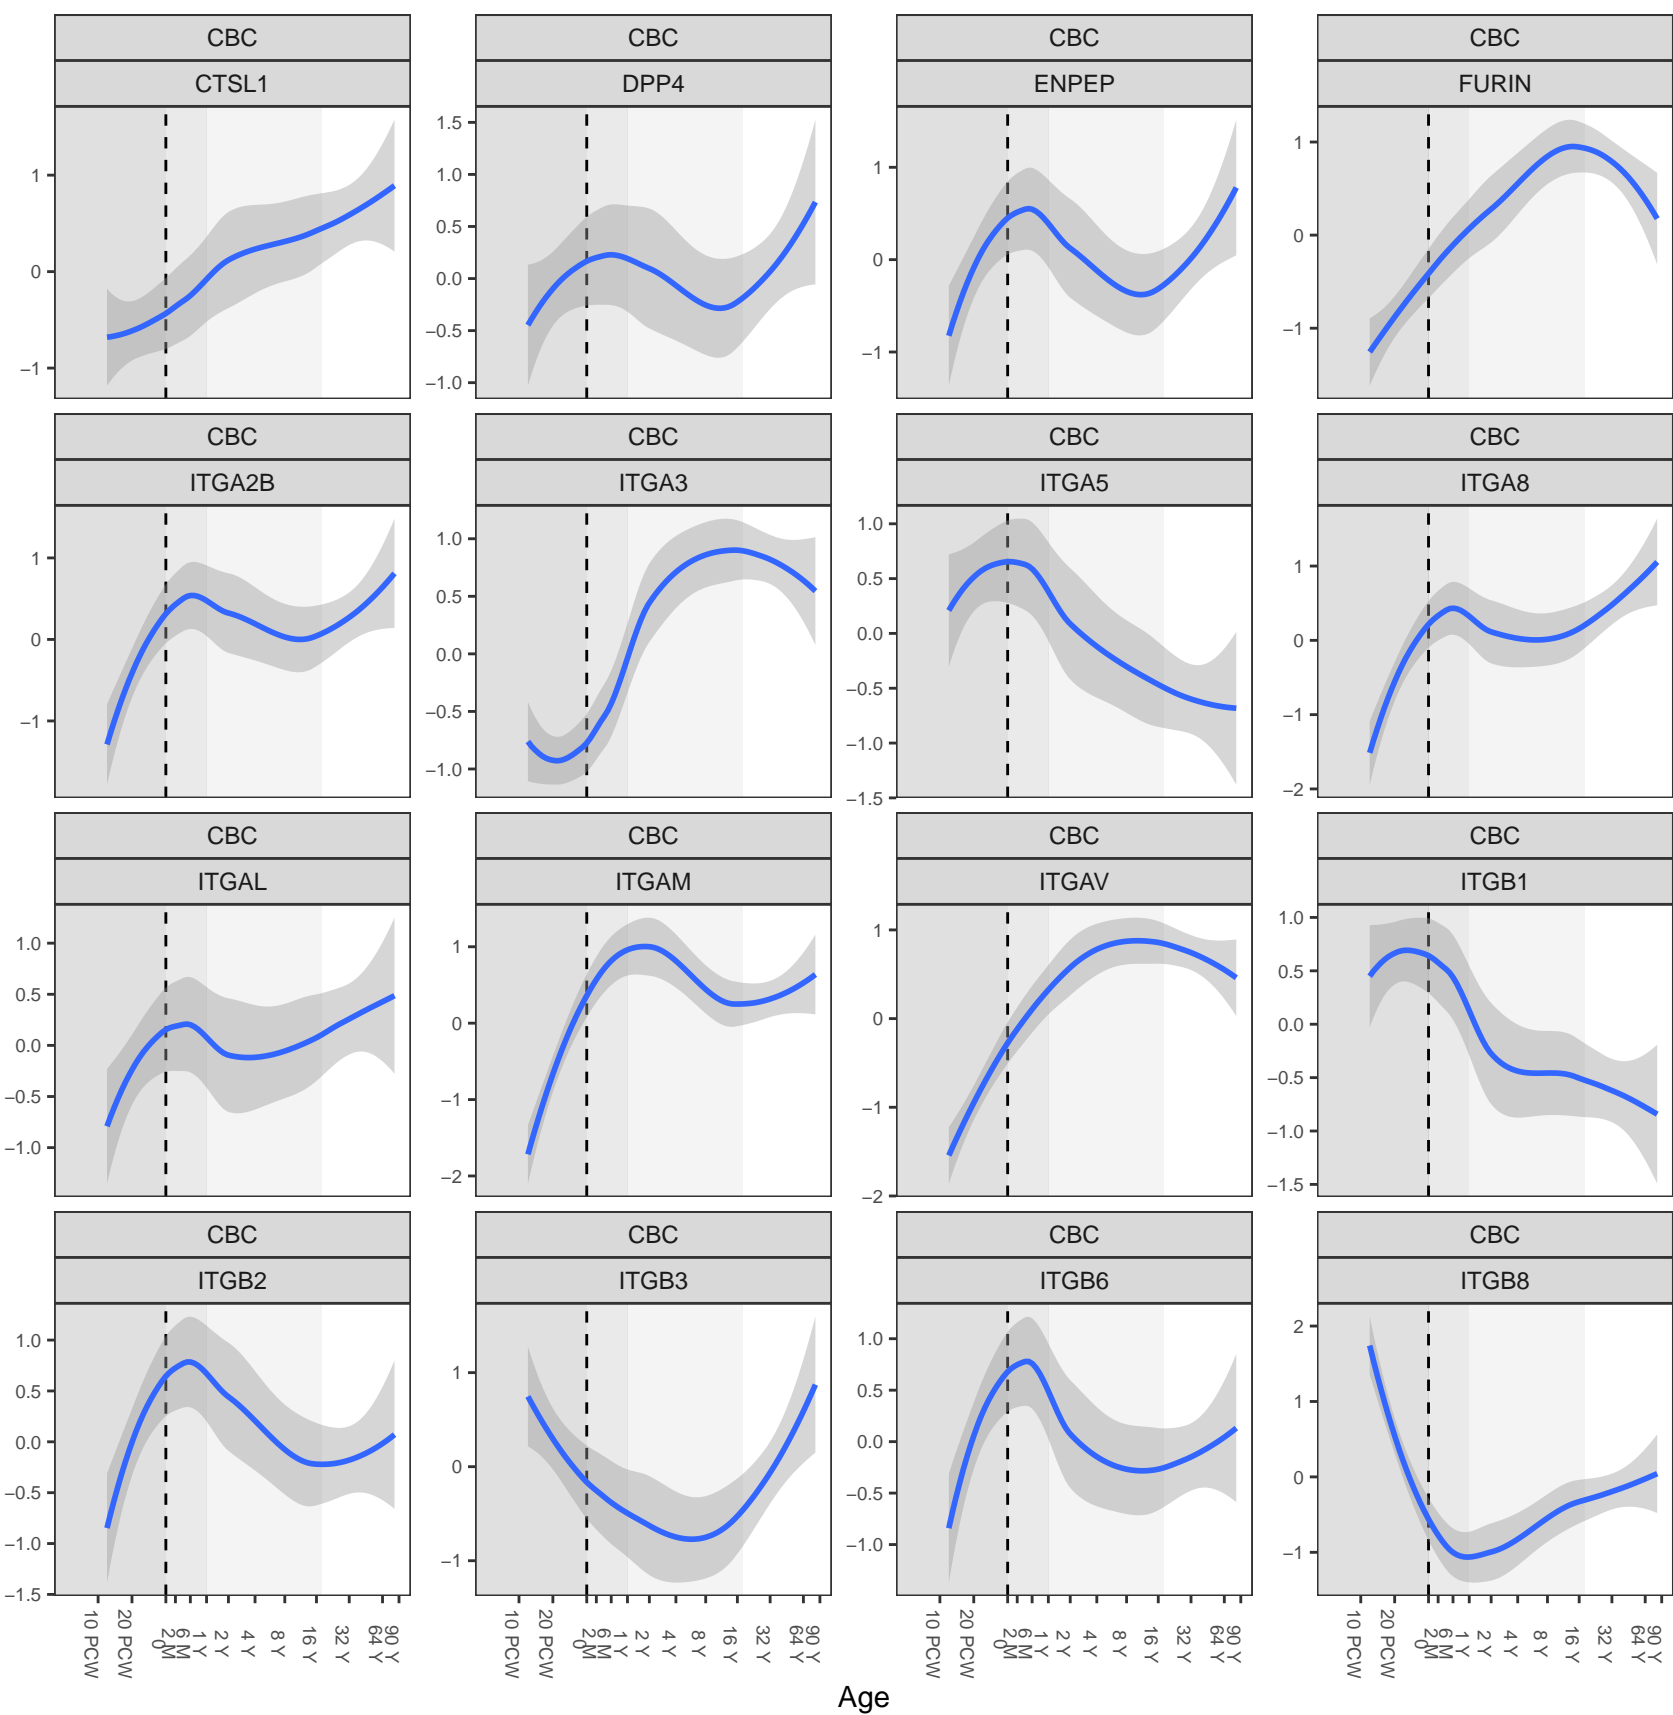 CBC CBC CBC CBC
CTSL1 DPP4 ENPEP FURIN
1 0 −1
1.5 1.0 0.5 0.0 −0.5 −1.0
1 0 −1
1 0 −1
CBC CBC CBC CBC
ITGA2B ITGA3 ITGA5 ITGA8
1 0 −1
1.0 0.5 0.0 −0.5 −1.0
1.0 0.5 0.0 −0.5 −1.0 −1.5
1 0 −1 −2
CBC CBC CBC CBC
ITGAL ITGAM ITGAV ITGB1
1.0 0.5 0.0 −0.5 −1.0
1 0 −1 −2
1 0 −1 −2
1.0 0.5 0.0 −0.5 −1.0 −1.5
CBC CBC CBC CBC
ITGB2 ITGB3 ITGB6 ITGB8
1.0 0.5 0.0 −0.5 −1.0 −1.5
1 0 −1
1.0 0.5 0.0 −0.5 −1.0
2 1 0 −1
10 PCW 20 PCW 0 2 M 6 M 1 Y 2 Y 4 Y 8 Y 16 Y 32 Y 64 Y 90 Y
10 PCW 20 PCW 0 2 M 6 M 1 Y 2 Y 4 Y 8 Y 16 Y 32 Y 64 Y 90 Y
10 PCW 20 PCW 0 2 M 6 M 1 Y 2 Y 4 Y 8 Y 16 Y 32 Y 64 Y 90 Y
10 PCW 20 PCW 0 2 M 6 M 1 Y 2 Y 4 Y 8 Y 16 Y 32 Y 64 Y 90 Y
Age